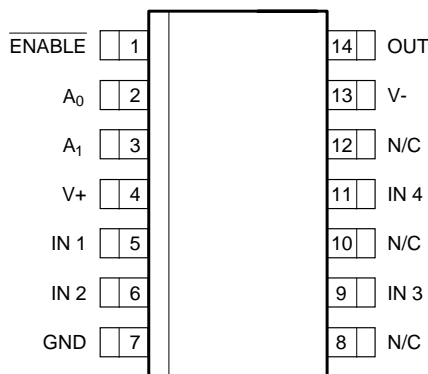 ENABLE 1 14 OUT
A0 2 13 V-
A1 3 12 N/C
V+ 4 11 IN 4
IN 1 5 10 N/C
IN 2 6 9 IN 3
GND 7 8 N/C